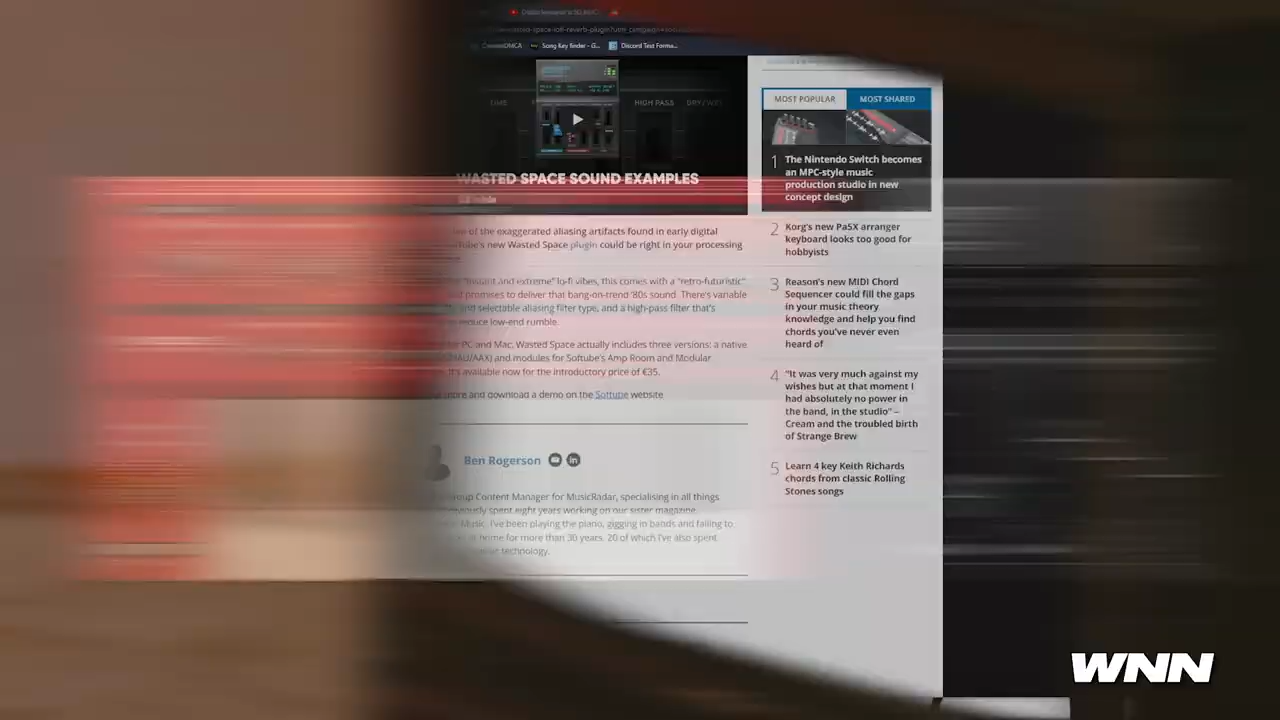 Song Key finder - G...
Discord Text Forma...
HIGH PASS
WASTED SPACE SOUND EXAMPLES
of the exaggerated aliasing artifacts found in early digital
new Wasted Space plugin could be right in your processing
and extreme" lo-fi vibes, this comes with a "retro-futuristic"
promises to deliver that bang-on-trend '80s sound. There's variable
and selectable aliasing filter type, and a high-pass filter that's
reduce low-end rumble.
PC and Mac, Wasted Space actually includes three versions: a native
and modules for Softube's Amp Room and Modular
It's available now for the introductory price of €35.
and download a demo on the Softube website
Ben Rogerson
Content Manager for MusicRadar, specialising in all things
spent eight years working on our sister magazine,
Music. I've been playing the piano, gigging in bands and failing to
at home for more than 30 years, 20 of which I've also spent
technology.
MOST POPULAR
MOST SHARED
1 The Nintendo Switch becomes
an MPC-style music
production studio in new
concept design
2 Korg's new Pa5X arranger
keyboard looks too good for
hobbyists
3 Reason's new MIDI Chord
Sequencer could fill the gaps
in your music theory
knowledge and help you find
chords you've never even
heard of
4 "It was very much against my
wishes but at that moment I
had absolutely no power in
the band, in the studio" –
Cream and the troubled birth
of Strange Brew
5 Learn 4 key Keith Richards
chords from classic Rolling
Stones songs
WNN